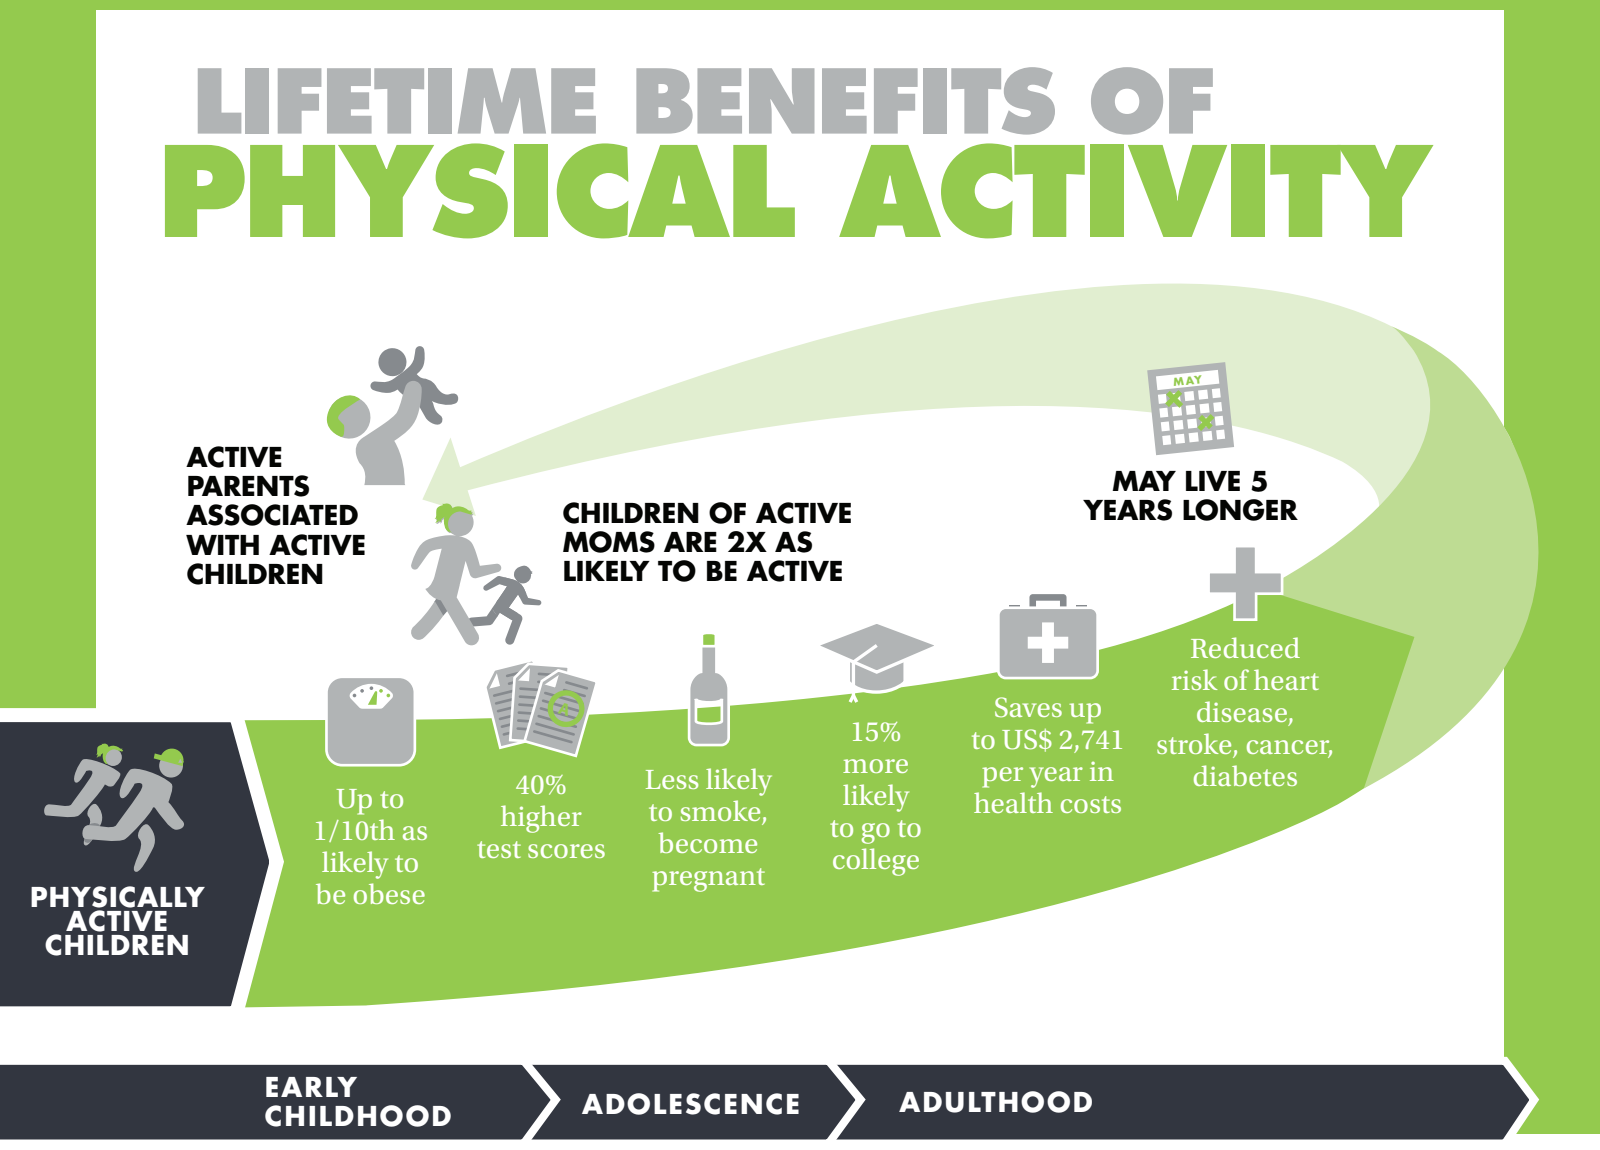 LIFETIME BENEFITS OF
PHYSICAL ACTIVITY
ACTIVE
PARENTS
ASSOCIATED
WITH ACTIVE
CHILDREN
CHILDREN OF ACTIVE
MOMS ARE 2X AS
LIKELY TO BE ACTIVE
MAY
MAY LIVE 5
YEARS LONGER
PHYSICALLY
ACTIVE
CHILDREN
Up to
1/10th as
likely to
be obese
A
40%
higher
test scores
Less likely
to smoke,
become
pregnant
15%
more
likely
to go to
college
Saves up
to US$ 2,741
per year in
health costs
Reduced
risk of heart
disease,
stroke, cancer,
diabetes
EARLY
CHILDHOOD
ADOLESCENCE
ADULTHOOD